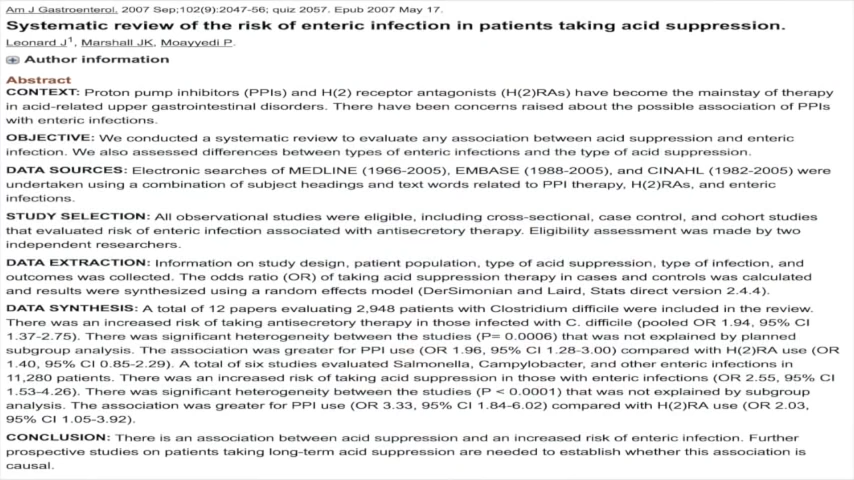 Am J Gastroenterol. 2007 Sep;102(9):2047-56; quiz 2057. Epub 2007 May 17.
Systematic review of the risk of enteric infection in patients taking acid suppression.
Leonard J1, Marshall JK, Moayyedi P.
Author information
Abstract
CONTEXT: Proton pump inhibitors (PPIs) and H(2) receptor antagonists (H(2)RAs) have become the mainstay of therapy
in acid-related upper gastrointestinal disorders. There have been concerns raised about the possible association of PPIs
with enteric infections.
OBJECTIVE: We conducted a systematic review to evaluate any association between acid suppression and enteric
infection. We also assessed differences between types of enteric infections and the type of acid suppression.
DATA SOURCES: Electronic searches of MEDLINE (1966-2005), EMBASE (1988-2005), and CINAHL (1982-2005) were
undertaken using a combination of subject headings and text words related to PPI therapy, H(2)RAs, and enteric
infections.
STUDY SELECTION: All observational studies were eligible, including cross-sectional, case control, and cohort studies
that evaluated risk of enteric infection associated with antisecretory therapy. Eligibility assessment was made by two
independent researchers.
DATA EXTRACTION: Information on study design, patient population, type of acid suppression, type of infection, and
outcomes was collected. The odds ratio (OR) of taking acid suppression therapy in cases and controls was calculated
and results were synthesized using a random effects model (DerSimonian and Laird, Stats direct version 2.4.4).
DATA SYNTHESIS: A total of 12 papers evaluating 2,948 patients with Clostridium difficile were included in the review.
There was an increased risk of taking antisecretory therapy in those infected with C. difficile (pooled OR 1.94, 95% CI
1.37-2.75). There was significant heterogeneity between the studies (P= 0.0006) that was not explained by planned
subgroup analysis. The association was greater for PPI use (OR 1.96, 95% CI 1.28-3.00) compared with H(2)RA use (OR
1.40, 95% CI 0.85-2.29). A total of six studies evaluated Salmonella, Campylobacter, and other enteric infections in
11,280 patients. There was an increased risk of taking acid suppression in those with enteric infections (OR 2.55, 95% CI
1.53-4.26). There was significant heterogeneity between the studies (P < 0.0001) that was not explained by subgroup
analysis. The association was greater for PPI use (OR 3.33, 95% CI 1.84-6.02) compared with H(2)RA use (OR 2.03,
95% CI 1.05-3.92).
CONCLUSION: There is an association between acid suppression and an increased risk of enteric infection. Further
prospective studies on patients taking long-term acid suppression are needed to establish whether this association is
causal.